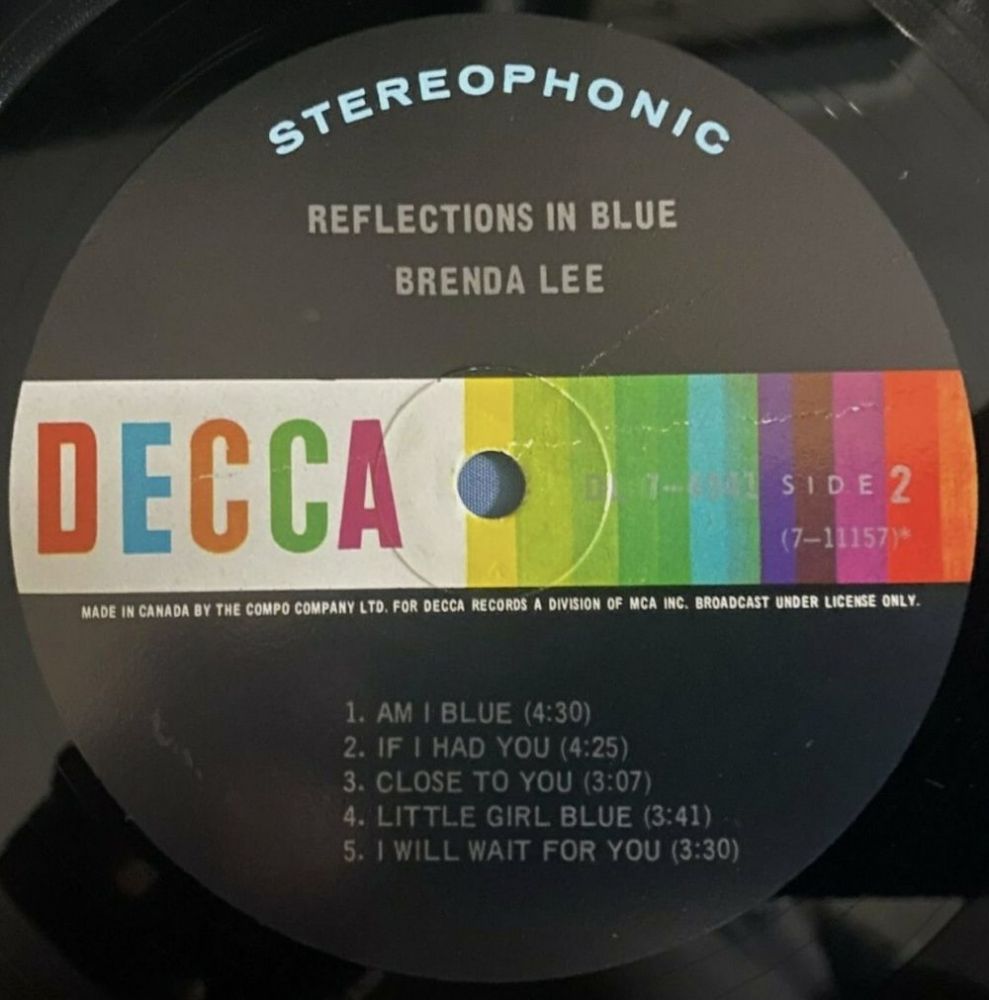 STEREOPHONIC
REFLECTIONS IN BLUE
BRENDA LEE
DECCA
DL 7-4941 SIDE 2
(7-11157)*
MADE IN CANADA BY THE COMPO COMPANY LTD. FOR DECCA RECORDS A DIVISION OF MCA INC. BROADCAST UNDER LICENSE ONLY.
1. AM I BLUE (4:30)
2. IF I HAD YOU (4:25)
3. CLOSE TO YOU (3:07)
4. LITTLE GIRL BLUE (3:41)
5. I WILL WAIT FOR YOU (3:30)